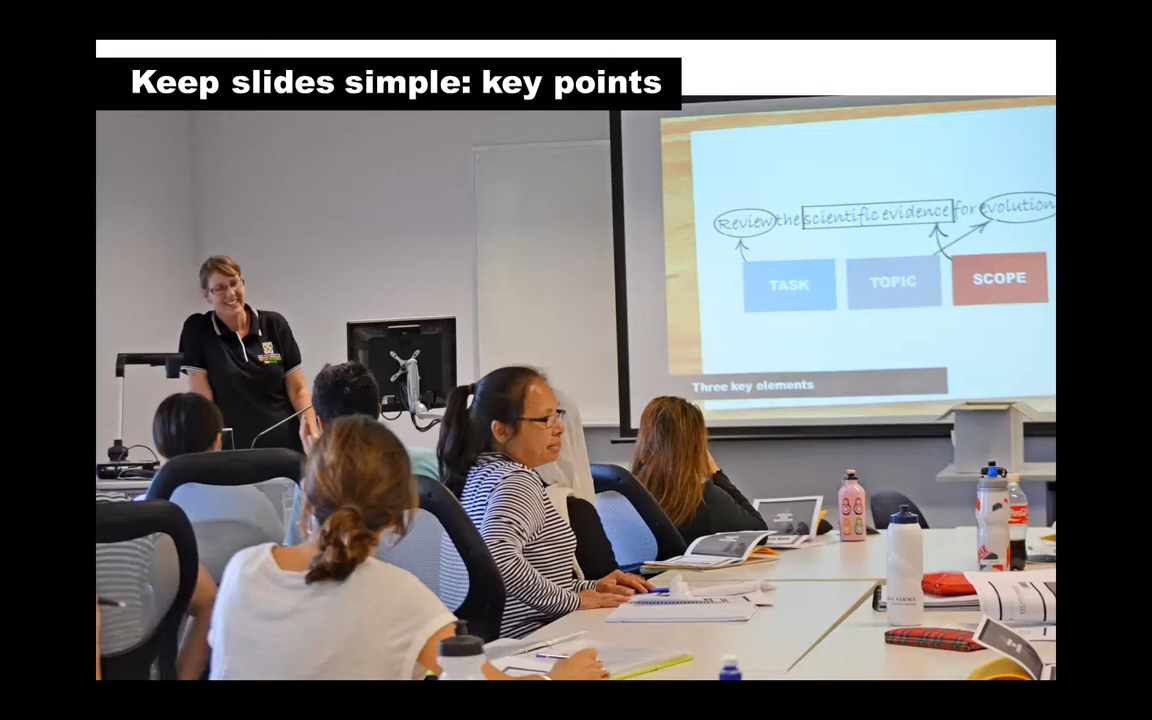 Keep slides simple: key points
Review the scientific evidence for evolution
TASK
TOPIC
SCOPE
Three key elements